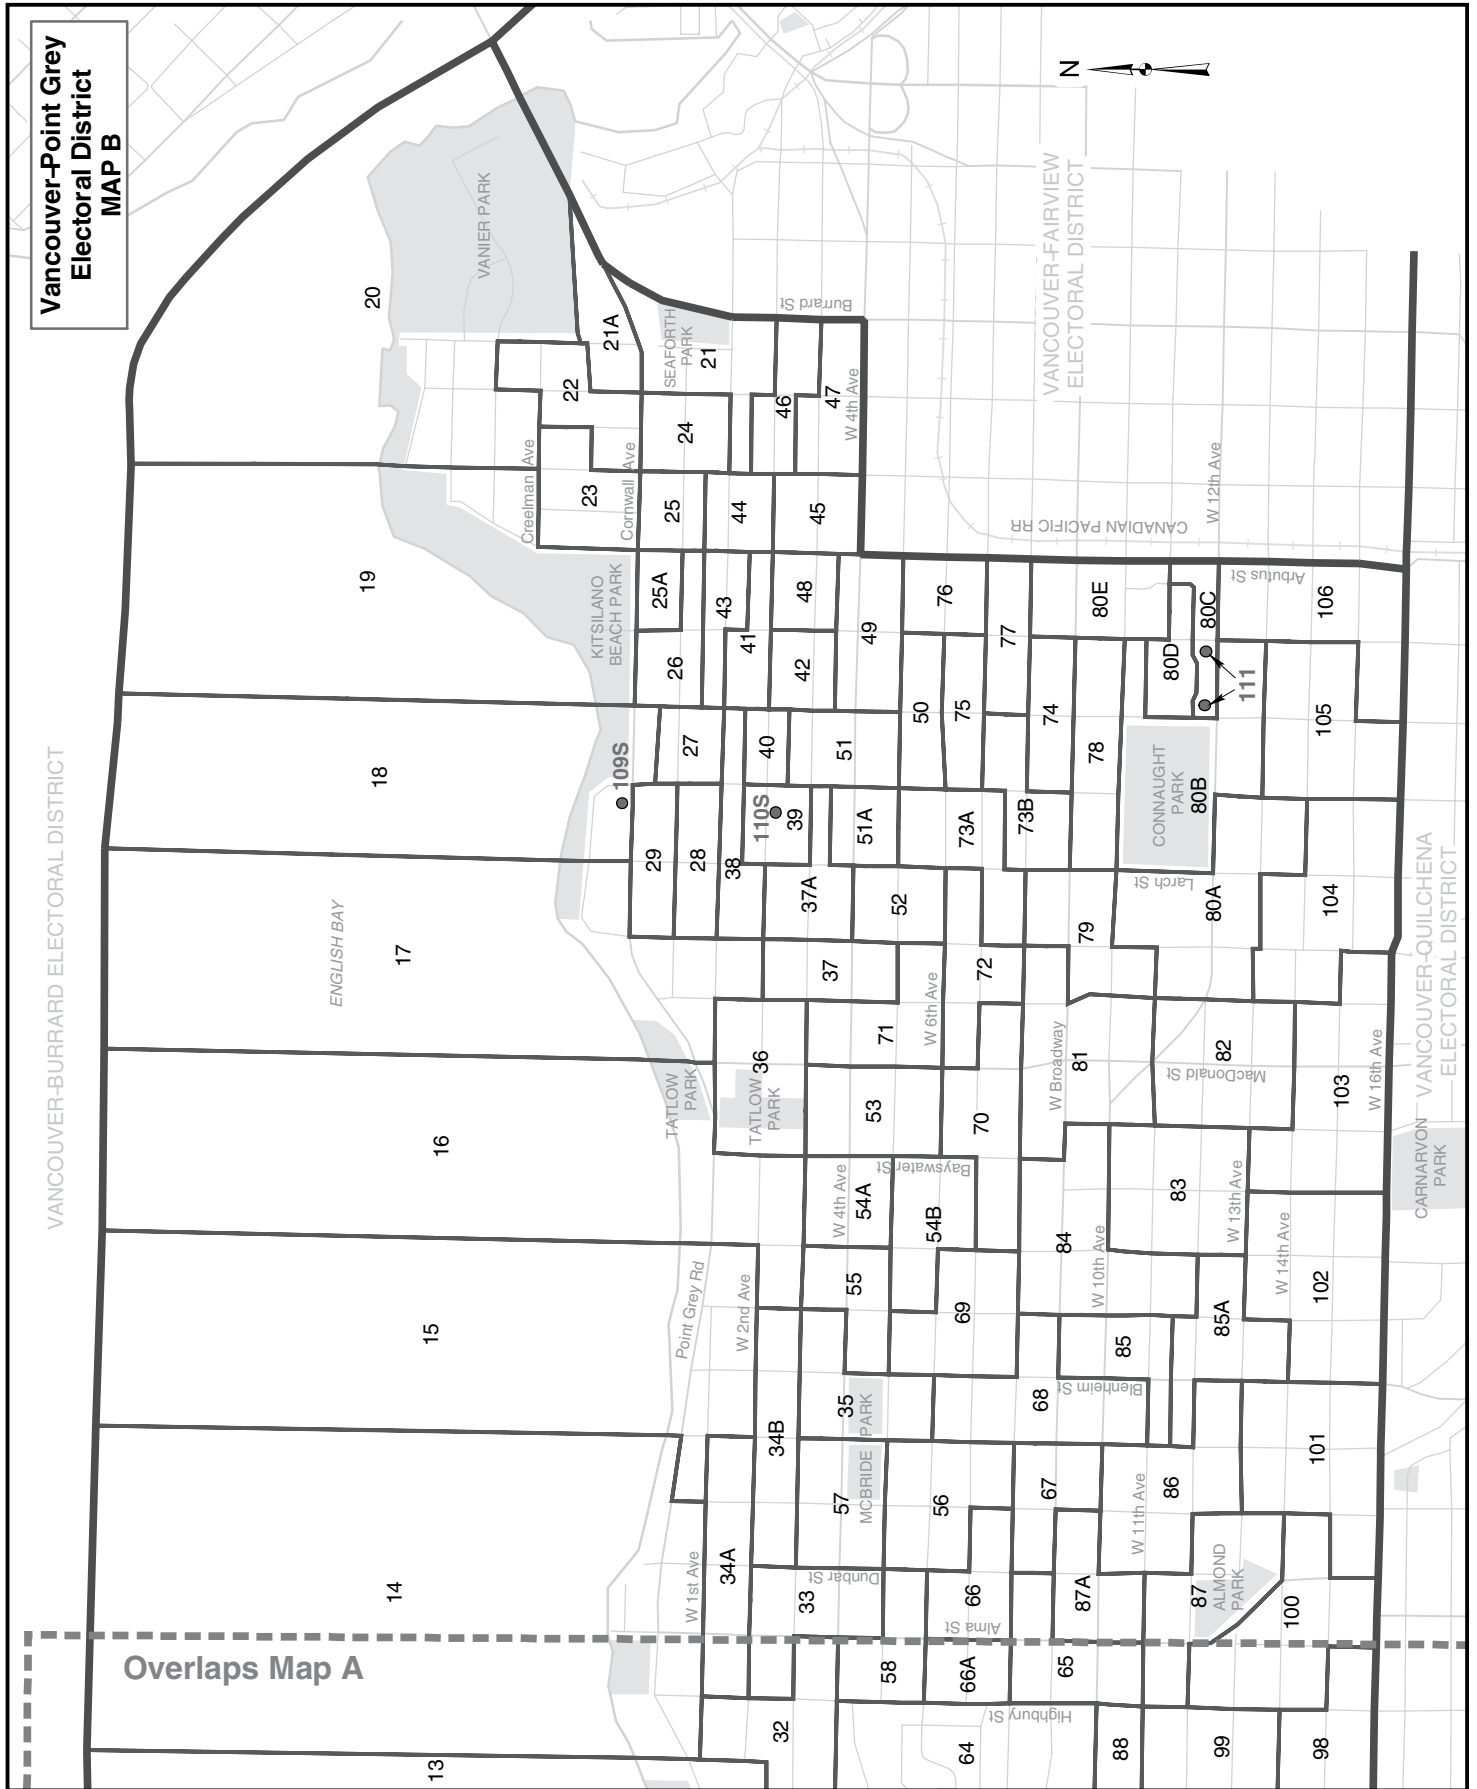 Vancouver-Point Grey
Electoral District
MAP B
N
VANCOUVER-BURRARD ELECTORAL DISTRICT
ENGLISH BAY
VANIER PARK
20
19
18
17
16
15
14
13
Overlaps Map A
21A
SEAFORTH
PARK
21
Burrard St
22
23
24
Creelman Ave
Cornwall Ave
46
47
W 4th Ave
25
44
45
KITSILANO
BEACH PARK
25A
26
43
41
48
42
49
109S
27
40
51
110S
39
29
28
38
51A
37A
52
37
W 6th Ave
TATLOW
PARK
TATLOW
PARK
36
71
53
70
Bayswater St
W 4th Ave
54A
54B
Point Grey Rd
W 2nd Ave
55
69
34B
35
MCBRIDE PARK
57
56
W 1st Ave
34A
33
Dunbar St
66
Alma St
58
66A
65
Highbury St
32
64
88
99
98
VANCOUVER-FAIRVIEW
ELECTORAL DISTRICT
W 12th Ave
CANADIAN PACIFIC RR
Arbutus St
76
77
80E
80D
80C
106
111
50
75
74
78
105
CONNAUGHT
PARK
80B
73A
73B
Larch St
80A
104
79
72
W Broadway
81
82
MacDonald St
103
W 16th Ave
VANCOUVER-QUILCHENA
ELECTORAL DISTRICT
CARNARVON
PARK
83
W 13th Ave
84
W 10th Ave
W 14th Ave
102
85
85A
Blenheim St
68
67
86
101
W 11th Ave
87A
87
ALMOND
PARK
100